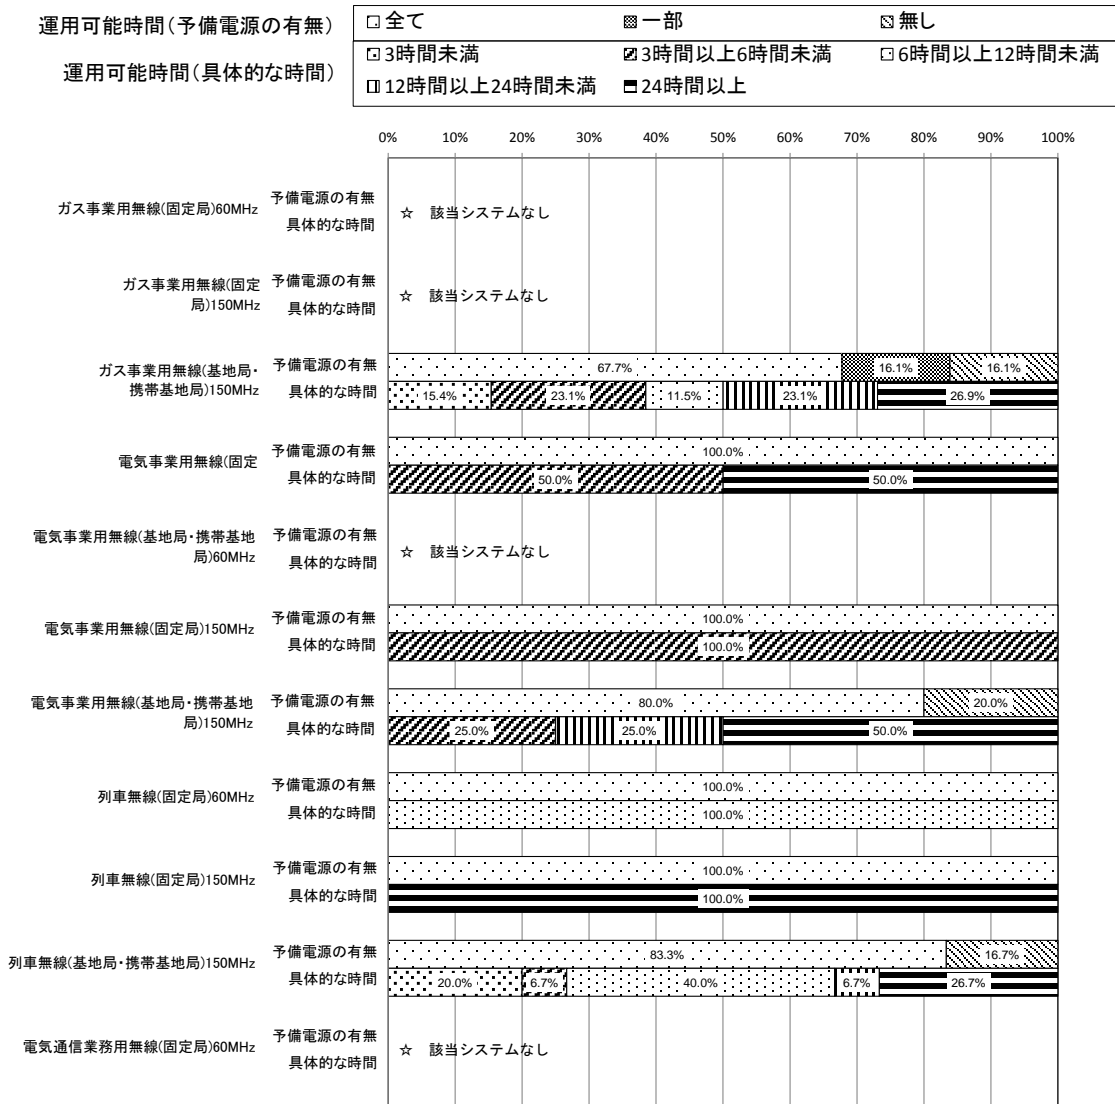 運用可能時間(予備電源の有無)
全て 一部 無し
運用可能時間(具体的な時間)
3時間未満 3時間以上6時間未満 6時間以上12時間未満
12時間以上24時間未満 24時間以上
0% 10% 20% 30% 40% 50% 60% 70% 80% 90% 100%
ガス事業用無線(固定局)60MHz
予備電源の有無
具体的な時間
☆ 該当システムなし
ガス事業用無線(固定
局)150MHz
予備電源の有無
具体的な時間
☆ 該当システムなし
ガス事業用無線(基地局・
携帯基地局)150MHz
予備電源の有無
67.7% 16.1% 16.1%
具体的な時間
15.4% 23.1% 11.5% 23.1% 26.9%
電気事業用無線(固定
予備電源の有無
100.0%
具体的な時間
50.0% 50.0%
電気事業用無線(基地局・携帯基地
局)60MHz
予備電源の有無
具体的な時間
☆ 該当システムなし
電気事業用無線(固定局)150MHz
予備電源の有無
100.0%
具体的な時間
100.0%
電気事業用無線(基地局・携帯基地
局)150MHz
予備電源の有無
80.0% 20.0%
具体的な時間
25.0% 25.0% 50.0%
列車無線(固定局)60MHz
予備電源の有無
100.0%
具体的な時間
100.0%
列車無線(固定局)150MHz
予備電源の有無
100.0%
具体的な時間
100.0%
列車無線(基地局・携帯基地局)150MHz
予備電源の有無
83.3% 16.7%
具体的な時間
20.0% 6.7% 40.0% 6.7% 26.7%
電気通信業務用無線(固定局)60MHz
予備電源の有無
具体的な時間
☆ 該当システムなし